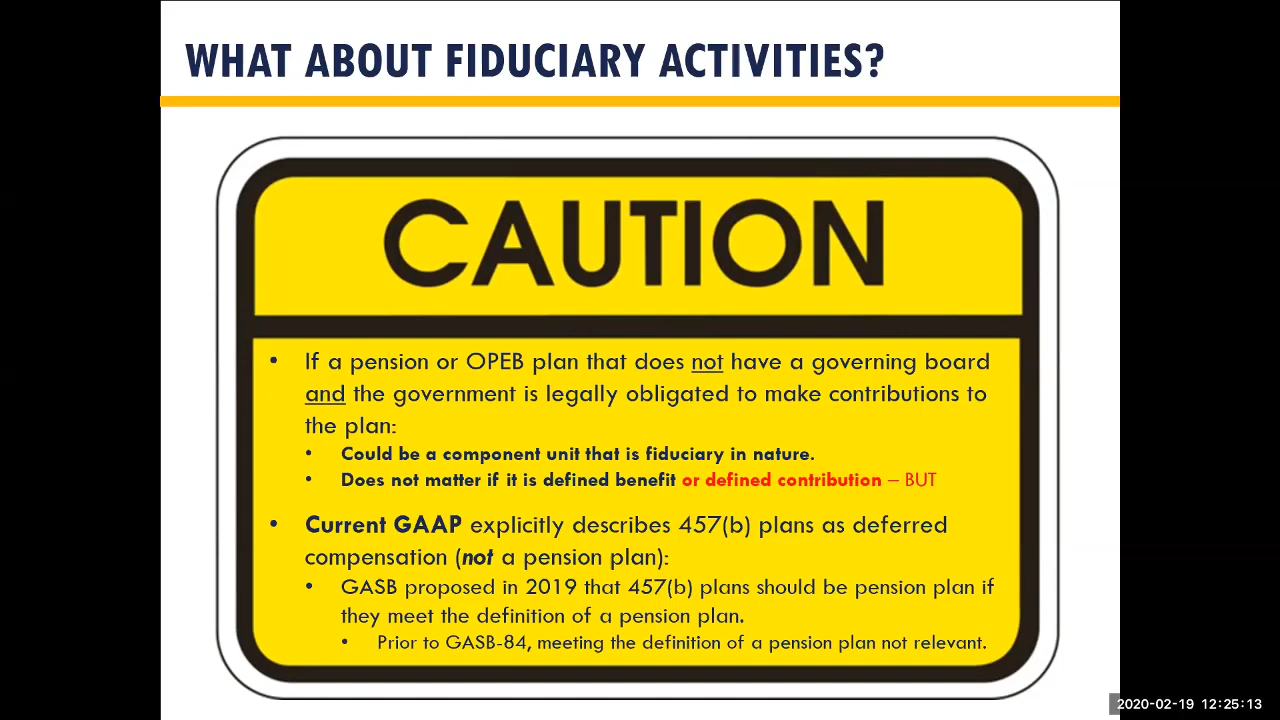 WHAT ABOUT FIDUCIARY ACTIVITIES?
CAUTION
• If a pension or OPEB plan that does not have a governing board
and the government is legally obligated to make contributions to
the plan:
• Could be a component unit that is fiduciary in nature.
• Does not matter if it is defined benefit or defined contribution – BUT
• Current GAAP explicitly describes 457(b) plans as deferred
compensation (not a pension plan):
• GASB proposed in 2019 that 457(b) plans should be pension plan if
they meet the definition of a pension plan.
• Prior to GASB-84, meeting the definition of a pension plan not relevant.
2020-02-19 12:25:13